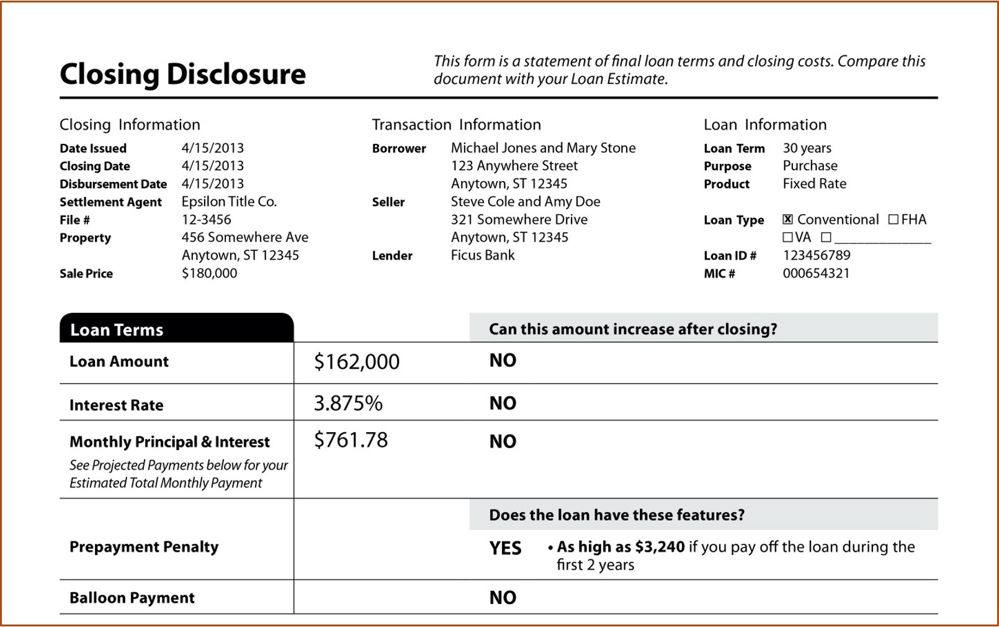 Closing Disclosure
This form is a statement of final loan terms and closing costs. Compare this
document with your Loan Estimate.
Closing Information
Date Issued 4/15/2013
Closing Date 4/15/2013
Disbursement Date 4/15/2013
Settlement Agent Epsilon Title Co.
File # 12-3456
Property 456 Somewhere Ave
Anytown, ST 12345
Sale Price $180,000
Transaction Information
Borrower Michael Jones and Mary Stone
123 Anywhere Street
Anytown, ST 12345
Seller Steve Cole and Amy Doe
321 Somewhere Drive
Anytown, ST 12345
Lender Ficus Bank
Loan Information
Loan Term 30 years
Purpose Purchase
Product Fixed Rate
Loan Type ☒ Conventional ☐ FHA
☐ VA ☐ _____________
Loan ID # 123456789
MIC # 000654321
Loan Terms
Can this amount increase after closing?
Loan Amount $162,000 NO
Interest Rate 3.875% NO
Monthly Principal & Interest $761.78 NO
See Projected Payments below for your
Estimated Total Monthly Payment
Does the loan have these features?
Prepayment Penalty YES • As high as $3,240 if you pay off the loan during the
first 2 years
Balloon Payment NO